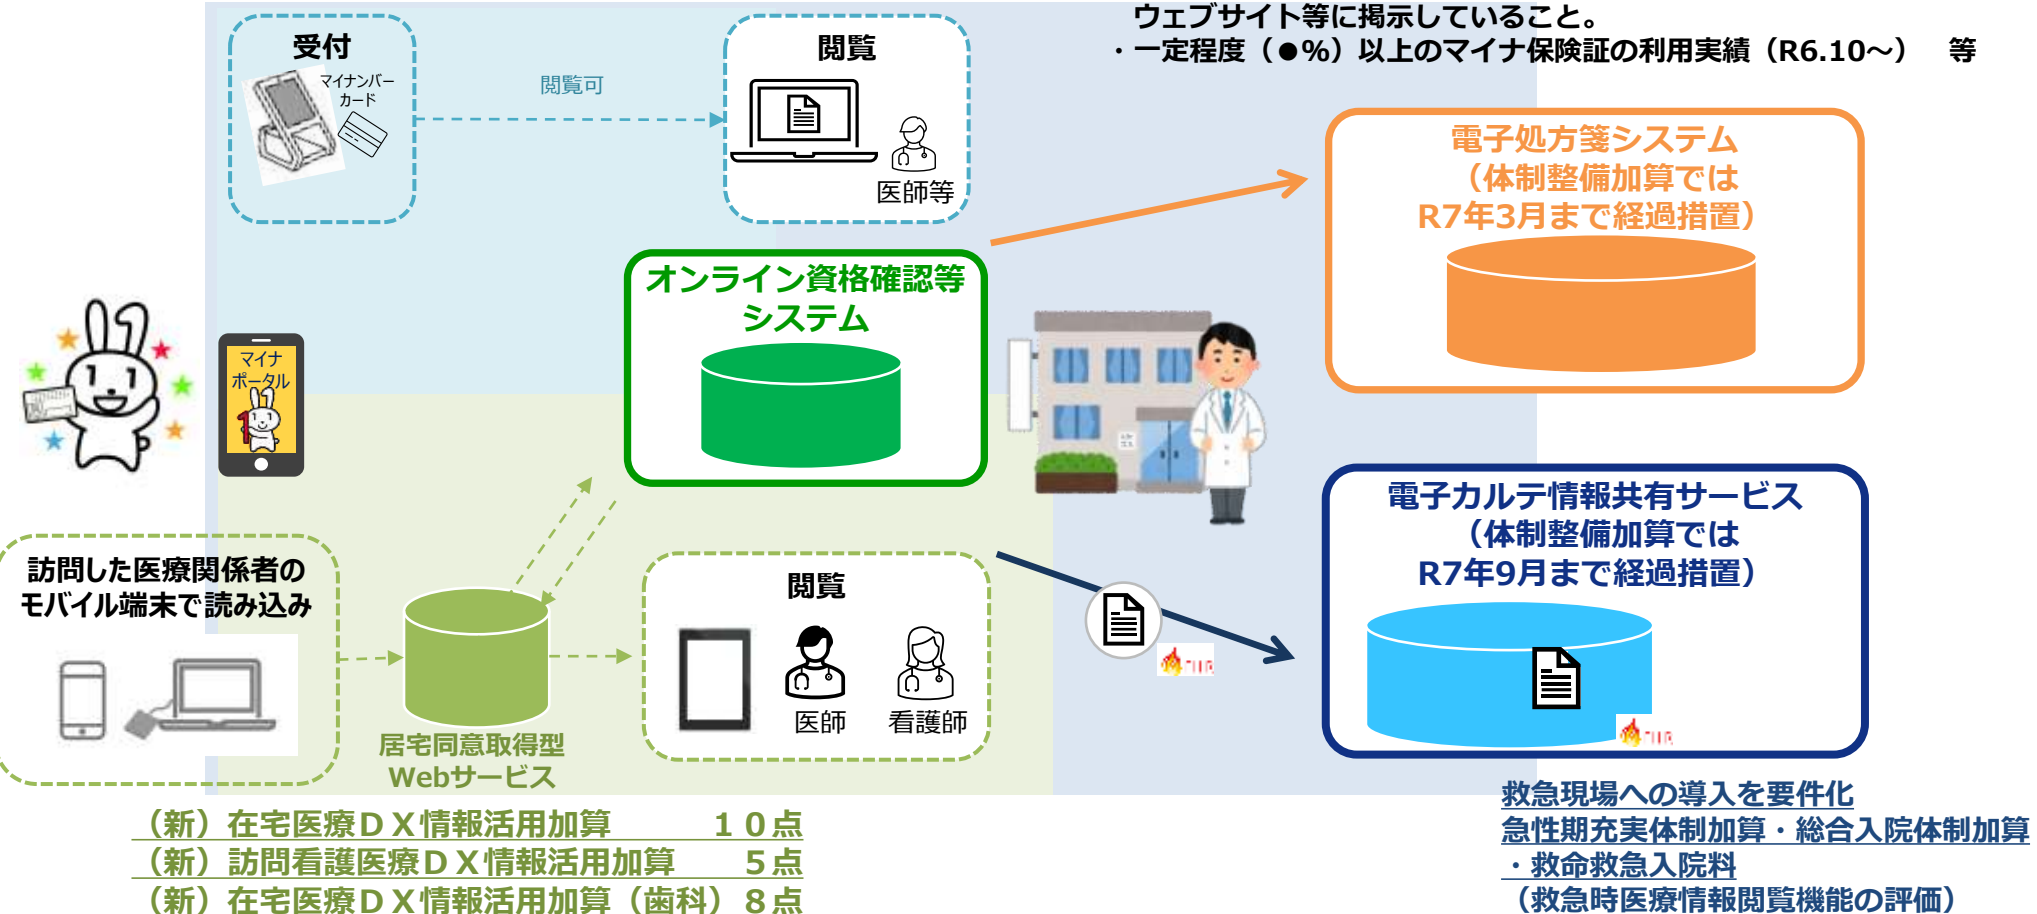 ウェブサイト等に掲示していること。
・一定程度（●%）以上のマイナ保険証の利用実績（R6.10～）　等
受付
マイナンバー
カード
閲覧可
閲覧
医師等
電子処方箋システム
（体制整備加算では
R7年3月まで経過措置）
オンライン資格確認等
システム
マイナ
ポータル
電子カルテ情報共有サービス
（体制整備加算では
R7年9月まで経過措置）
訪問した医療関係者の
モバイル端末で読み込み
居宅同意取得型
Webサービス
閲覧
医師
看護師
（新）在宅医療ＤＸ情報活用加算　１０点
（新）訪問看護医療ＤＸ情報活用加算　５点
（新）在宅医療ＤＸ情報活用加算（歯科）８点
救急現場への導入を要件化
急性期充実体制加算・総合入院体制加算
・救命救急入院料
（救急時医療情報閲覧機能の評価）